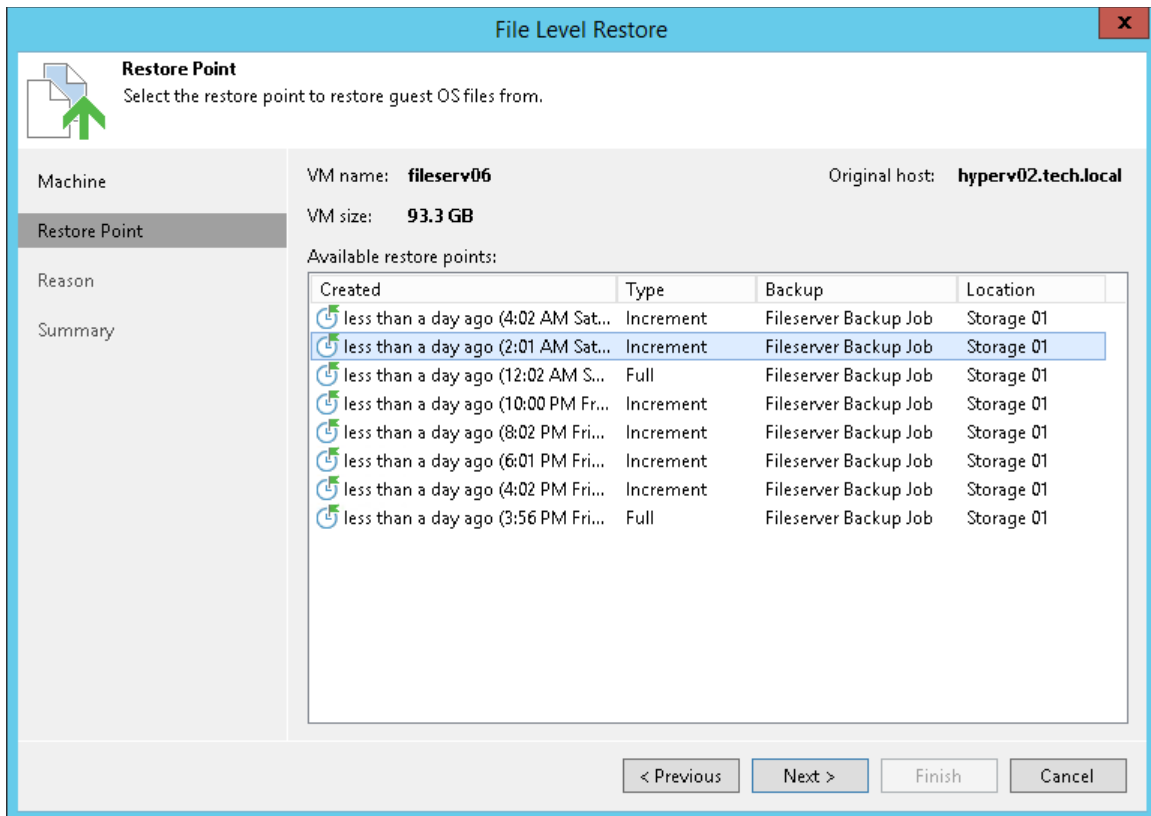 File Level Restore
x
Restore Point
Select the restore point to restore guest OS files from.
Machine
Restore Point
Reason
Summary
VM name: fileserv06 Original host: hyperv02.tech.local
VM size: 93.3 GB
Available restore points:
Created Type Backup Location
less than a day ago (4:02 AM Sat... Increment Fileserver Backup Job Storage 01
less than a day ago (2:01 AM Sat... Increment Fileserver Backup Job Storage 01
less than a day ago (12:02 AM S... Full Fileserver Backup Job Storage 01
less than a day ago (10:00 PM Fr... Increment Fileserver Backup Job Storage 01
less than a day ago (8:02 PM Fri... Increment Fileserver Backup Job Storage 01
less than a day ago (6:01 PM Fri... Increment Fileserver Backup Job Storage 01
less than a day ago (4:02 PM Fri... Increment Fileserver Backup Job Storage 01
less than a day ago (3:56 PM Fri... Full Fileserver Backup Job Storage 01
< Previous Next > Finish Cancel